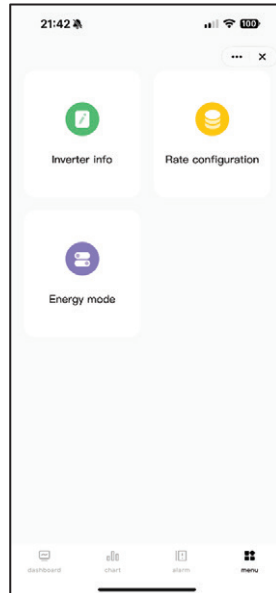 21:42
100
Inverter info
Rate configuration
Energy mode
dashboard
chart
alarm
menu